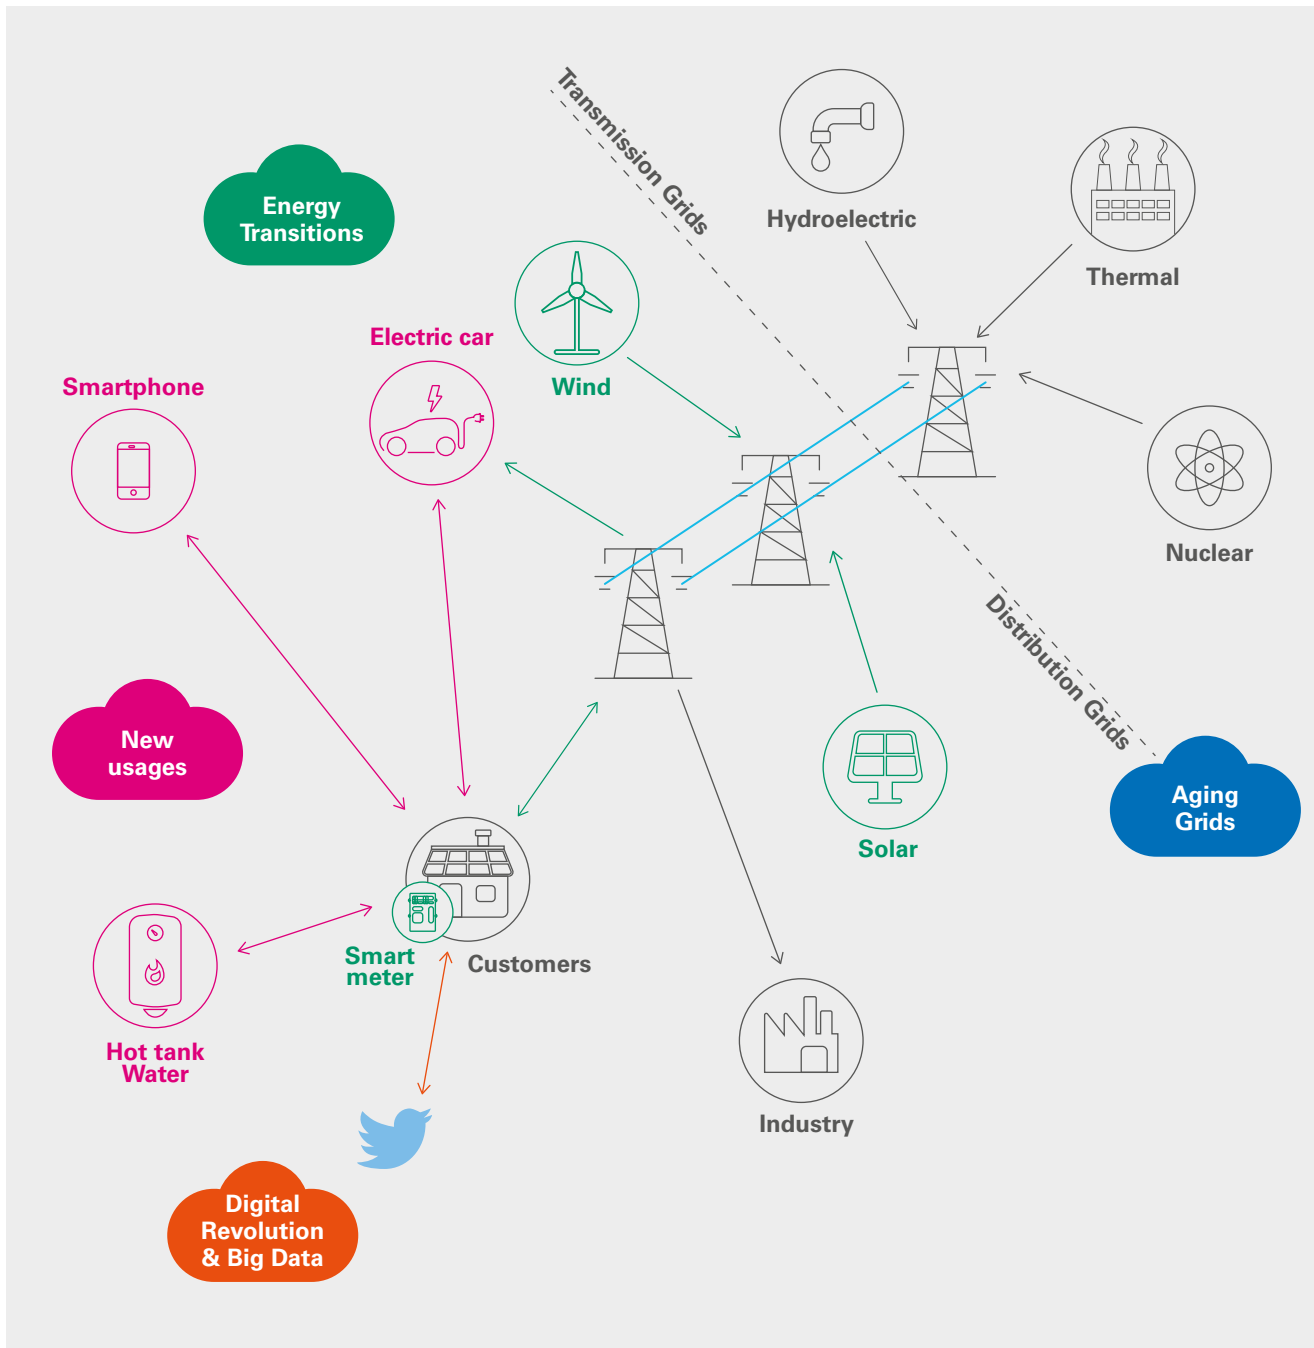 Transmission Grids
Hydroelectric
Thermal
Energy
Transitions
Electric car
Wind
Smartphone
Nuclear
Distribution Grids
New
usages
Aging
Grids
Solar
Smart
meter
Customers
Hot tank
Water
Industry
Digital
Revolution
& Big Data